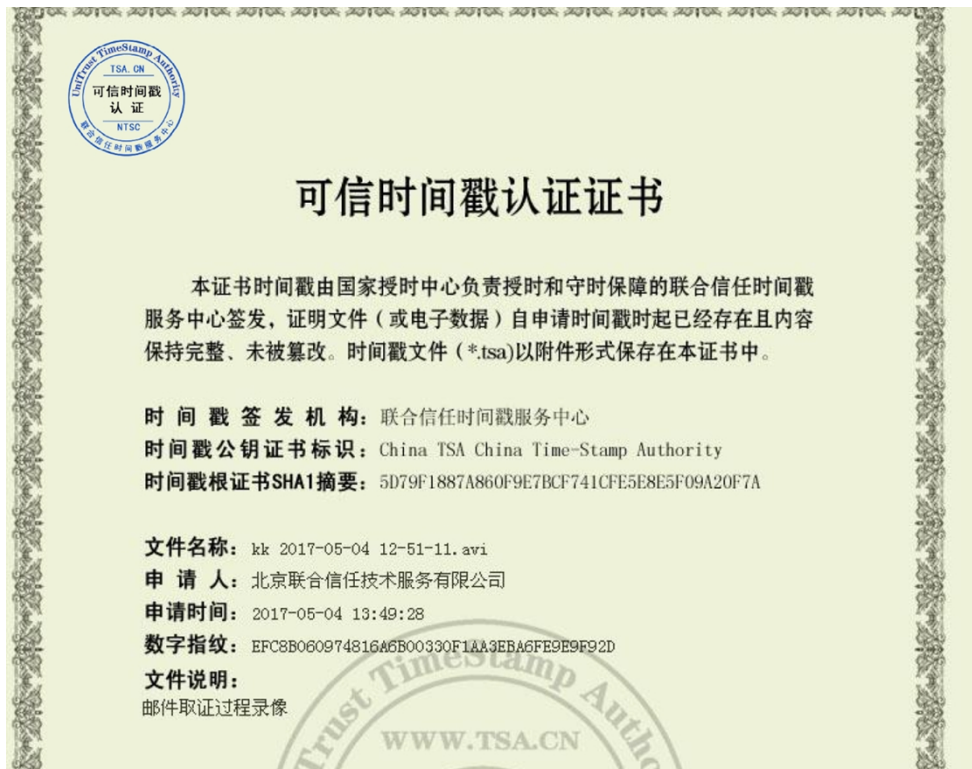 UniTrust TimeStamp Authority
TSA.CN
可信时间戳
认 证
NTSC
联合信任时间戳服务中心
可信时间戳认证证书
本证书时间戳由国家授时中心负责授时和守时保障的联合信任时间戳
服务中心签发，证明文件（或电子数据）自申请时间戳时起已经存在且内容
保持完整、未被篡改。时间戳文件（*.tsa)以附件形式保存在本证书中。
时 间 戳 签 发 机 构：联合信任时间戳服务中心
时间戳公钥证书标识：China TSA China Time-Stamp Authority
时间戳根证书SHA1摘要：5D79F1887A860F9E7BCF741CFE5E8E5F09A20F7A
文件名称：kk 2017-05-04 12-51-11.avi
申 请 人：北京联合信任技术服务有限公司
申请时间：2017-05-04 13:49:28
数字指纹：EFC8B060974816A6B00330F1AA3EBA6FE9E9F92D
文件说明：
邮件取证过程录像
Trust TimeStamp Autho
WWW.TSA.CN